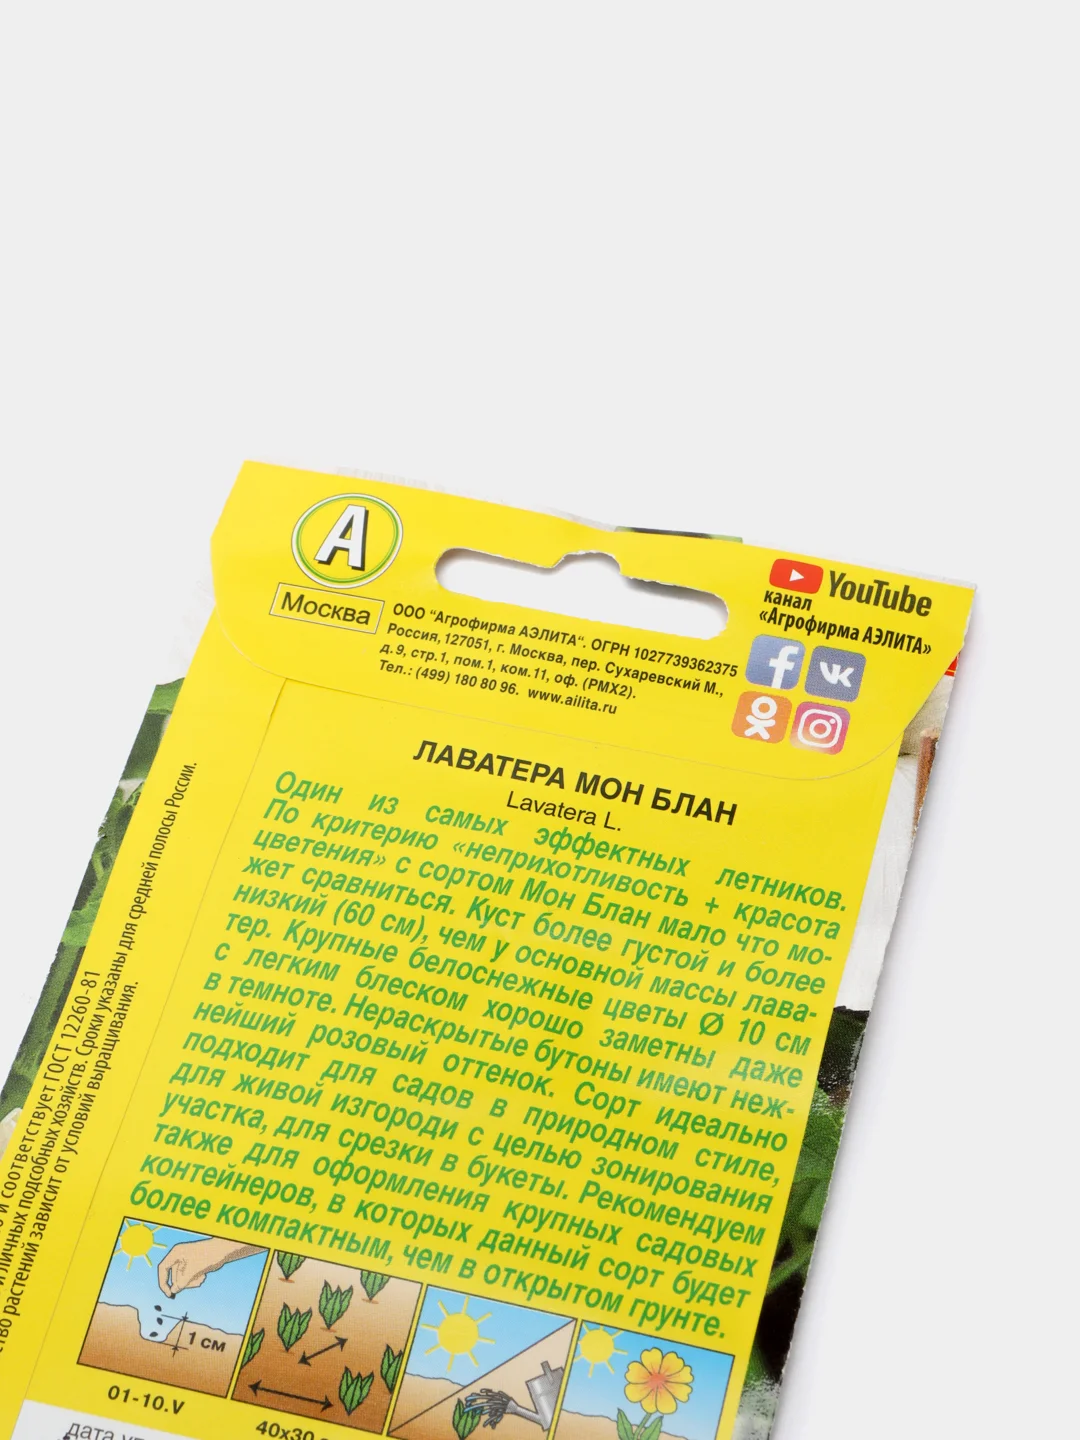 А
Москва
ООО "Агрофирма АЭЛИТА". ОГРН 1027739362375
Россия, 127051, г. Москва, пер. Сухаревский М.,
д. 9, стр. 1, пом. 1, ком. 11, оф. (РМХ2).
Тел.: (499) 180 80 96. www.ailita.ru
YouTube
канал
«Агрофирма АЭЛИТА»
ЛАВАТЕРА МОН БЛАН
Lavatera L.
Один из самых эффектных летников.
По критерию «неприхотливость + красота
цветения» с сортом Мон Блан мало что мо-
жет сравниться. Куст более густой и более
низкий (60 см), чем у основной массы лава-
тер. Крупные белоснежные цветы Ø 10 см
с легким блеском хорошо заметны даже
в темноте. Нераскрытые бутоны имеют неж-
нейший розовый оттенок. Сорт идеально
подходит для садов в природном стиле,
для живой изгороди с целью зонирования
участка, для срезки в букеты. Рекомендуем
также для оформления крупных садовых
контейнеров, в которых данный сорт будет
более компактным, чем в открытом грунте.
1 см
01-10.V
40х30
дата
и соответствует ГОСТ 12260-81
личных подсобных хозяйств. Сроки указаны для средней полосы России.
растений зависит от условий выращивания.